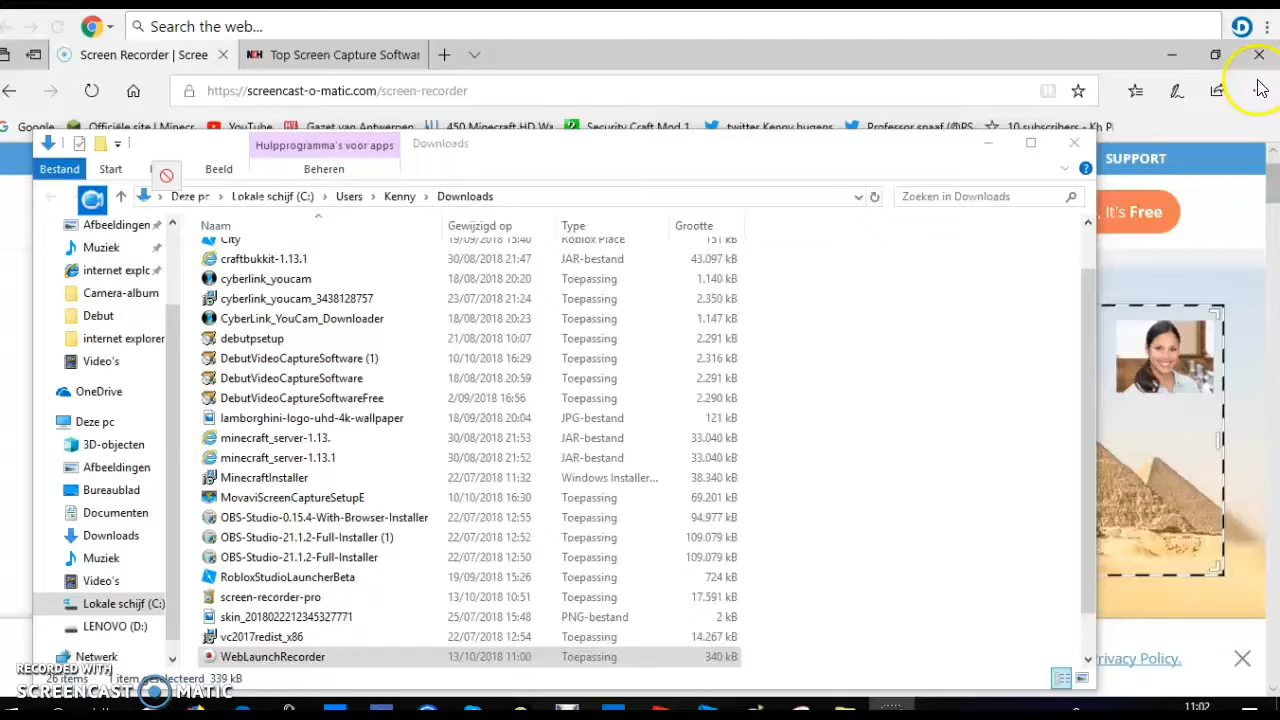 Search the web...
Screen Recorder | Scree
NCH Top Screen Capture Softwar
https://screencast-o-matic.com/screen-recorder
Google
Officiële site | Minecr
YouTube
Gazet van Antwerpen
450 Minecraft HD Wa
Security Craft Mod 1
twitter Kenny hugens
Professor snaaf (@PS
10 subscribers - Kh Pl
Hulpprogramma's voor apps
Downloads
Bestand
Start
Beeld
Beheren
SUPPORT
Deze pc > Lokale schijf (C:) > Users > Kenny > Downloads
Zoeken in Downloads
, It's Free
Naam
Gewijzigd op
Type
Grootte
City 19/09/2018 15:40 Roblox Place 151 kB
craftbukkit-1.13.1 30/08/2018 21:47 JAR-bestand 43.097 kB
cyberlink_youcam 18/08/2018 20:20 Toepassing 1.140 kB
cyberlink_youcam_3438128757 23/07/2018 21:24 Toepassing 2.350 kB
CyberLink_YouCam_Downloader 18/08/2018 20:23 Toepassing 1.147 kB
debutpsetup 21/08/2018 10:07 Toepassing 2.291 kB
DebutVideoCaptureSoftware (1) 10/10/2018 16:29 Toepassing 2.316 kB
DebutVideoCaptureSoftware 18/08/2018 20:59 Toepassing 2.291 kB
DebutVideoCaptureSoftwareFree 2/09/2018 16:56 Toepassing 2.290 kB
lamborghini-logo-uhd-4k-wallpaper 18/09/2018 20:04 JPG-bestand 121 kB
minecraft_server-1.13. 30/08/2018 21:53 JAR-bestand 33.040 kB
minecraft_server-1.13.1 30/08/2018 21:52 JAR-bestand 33.040 kB
MinecraftInstaller 22/07/2018 11:32 Windows Installer... 38.340 kB
MovaviScreenCaptureSetupE 10/10/2018 16:30 Toepassing 69.201 kB
OBS-Studio-0.15.4-With-Browser-Installer 22/07/2018 12:55 Toepassing 94.977 kB
OBS-Studio-21.1.2-Full-Installer (1) 22/07/2018 12:52 Toepassing 109.079 kB
OBS-Studio-21.1.2-Full-Installer 22/07/2018 12:50 Toepassing 109.079 kB
RobloxStudioLauncherBeta 19/09/2018 15:26 Toepassing 724 kB
screen-recorder-pro 13/10/2018 10:51 Toepassing 17.591 kB
skin_2018022212345327771 25/07/2018 18:48 PNG-bestand 2 kB
vc2017redist_x86 22/07/2018 12:54 Toepassing 14.267 kB
WebLaunchRecorder 13/10/2018 11:00 Toepassing 340 kB
Afbeeldingen
Muziek
internet explc
Camera-album
Debut
internet explorer
Video's
OneDrive
Deze pc
3D-objecten
Afbeeldingen
Bureaublad
Documenten
Downloads
Muziek
Video's
Lokale schijf (C:)
LENOVO (D:)
Netwerk
26 items
item geselecteerd 339 kB
RECORDED WITH
SCREENCAST MATIC
Privacy Policy.
11:02